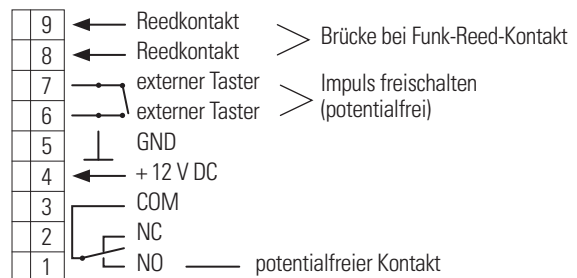 9 Reedkontakt
8 Reedkontakt
Brücke bei Funk-Reed-Kontakt
7 externer Taster
6 externer Taster
Impuls freischalten
(potentialfrei)
5 GND
4 + 12 V DC
3 COM
2 NC
1 NO potentialfreier Kontakt